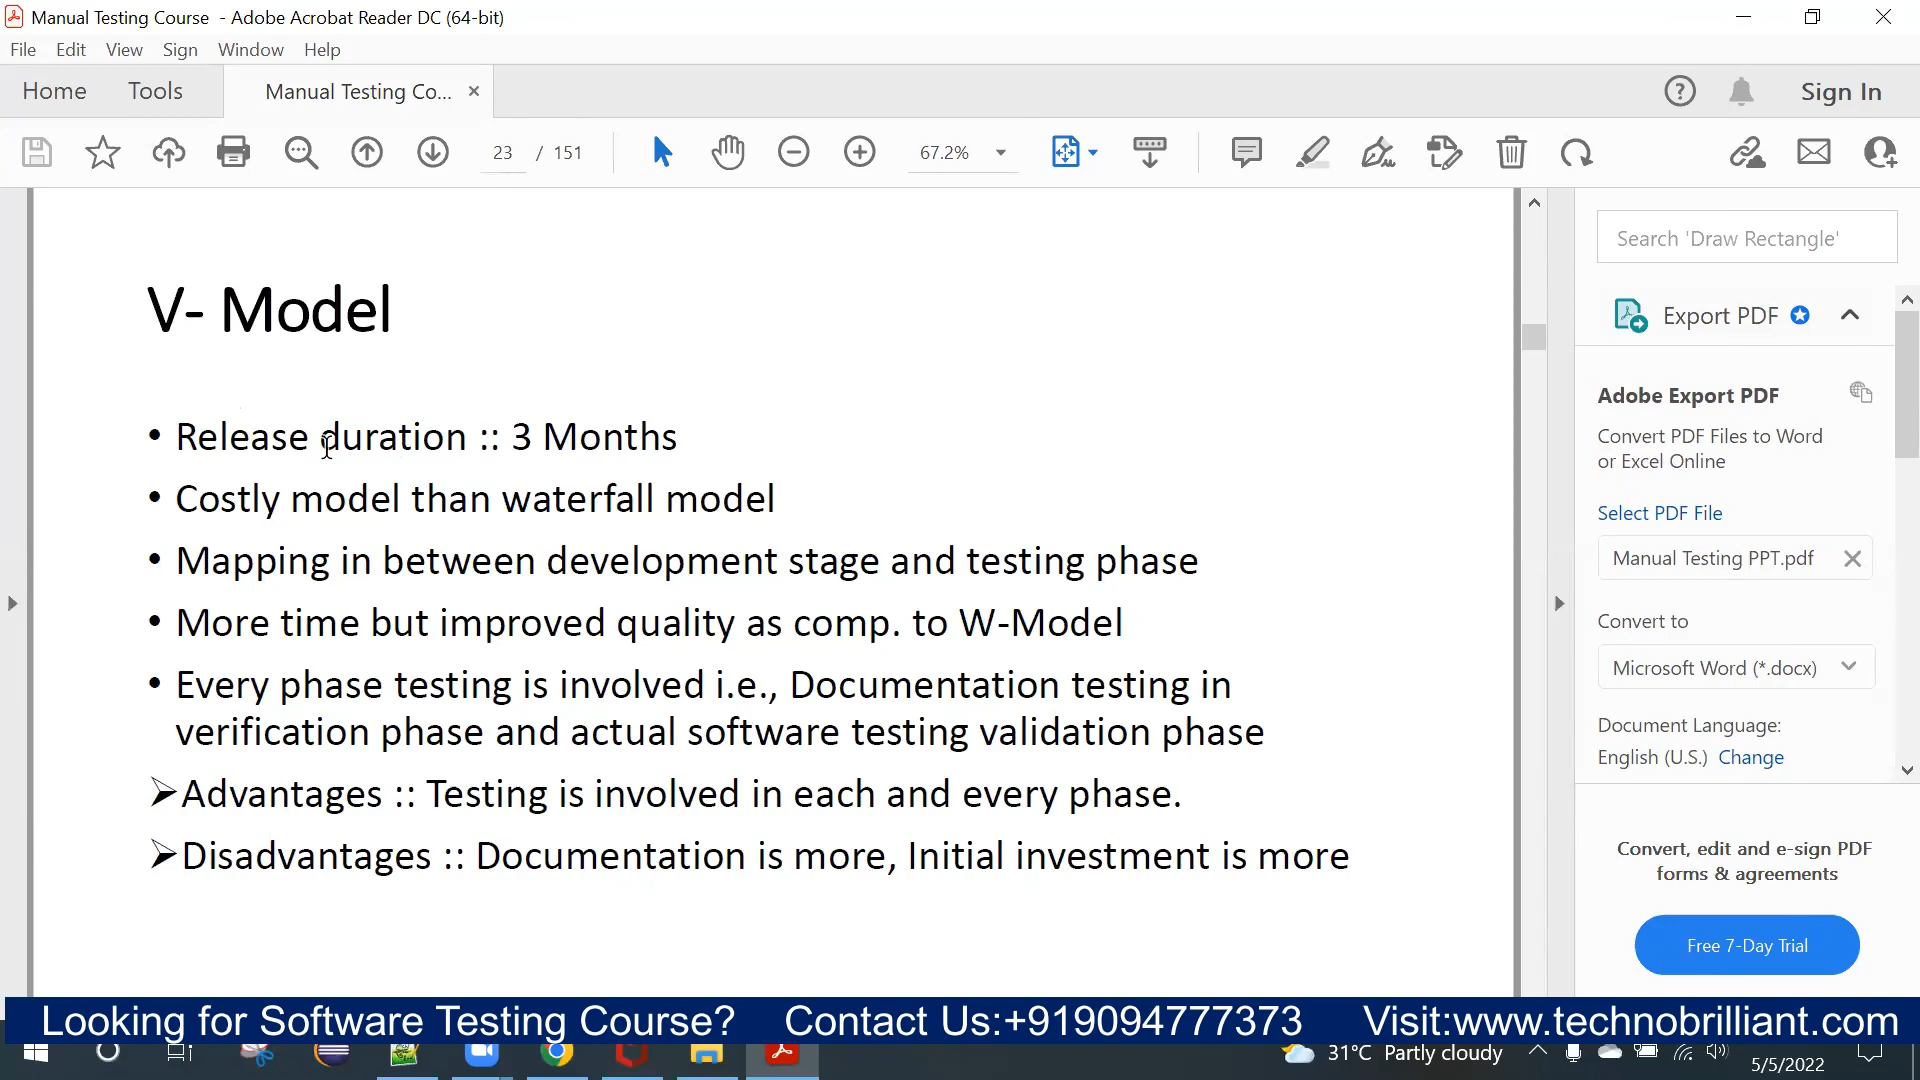 Manual Testing Course - Adobe Acrobat Reader DC (64-bit)
File Edit View Sign Window Help
Home Tools Manual Testing Co... × Sign In
23 / 151 67.2%
Search 'Draw Rectangle'
V- Model
• Release duration :: 3 Months
• Costly model than waterfall model
• Mapping in between development stage and testing phase
• More time but improved quality as comp. to W-Model
• Every phase testing is involved i.e., Documentation testing in
verification phase and actual software testing validation phase
➢Advantages :: Testing is involved in each and every phase.
➢Disadvantages :: Documentation is more, Initial investment is more
Export PDF
Adobe Export PDF
Convert PDF Files to Word
or Excel Online
Select PDF File
Manual Testing PPT.pdf
Convert to
Microsoft Word (*.docx)
Document Language:
English (U.S.) Change
Convert, edit and e-sign PDF
forms & agreements
Free 7-Day Trial
Looking for Software Testing Course? Contact Us:+919094777373 Visit:www.technobrilliant.com
31°C Partly cloudy
5/5/2022